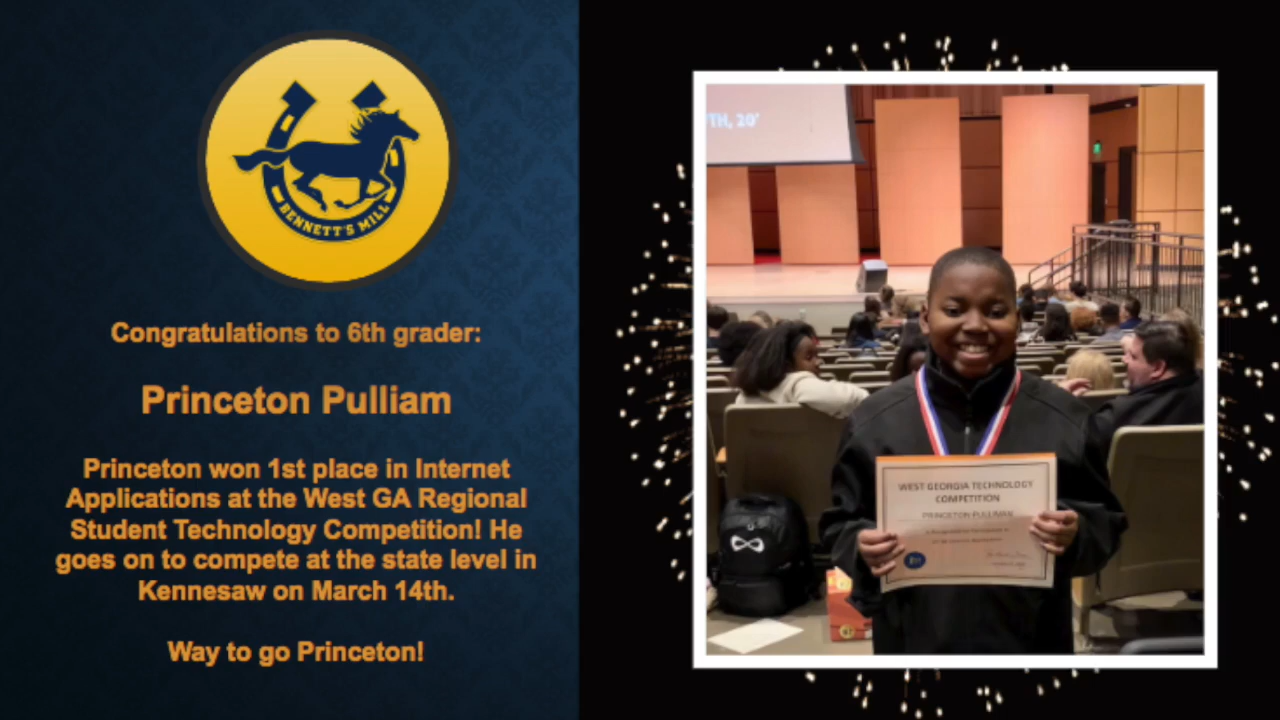 BENNETT'S MILL
Congratulations to 6th grader:
Princeton Pulliam
Princeton won 1st place in Internet
Applications at the West GA Regional
Student Technology Competition! He
goes on to compete at the state level in
Kennesaw on March 14th.
Way to go Princeton!
TH, 20'
WEST GEORGIA TECHNOLOGY
COMPETITION
PRINCETON PULLIAM